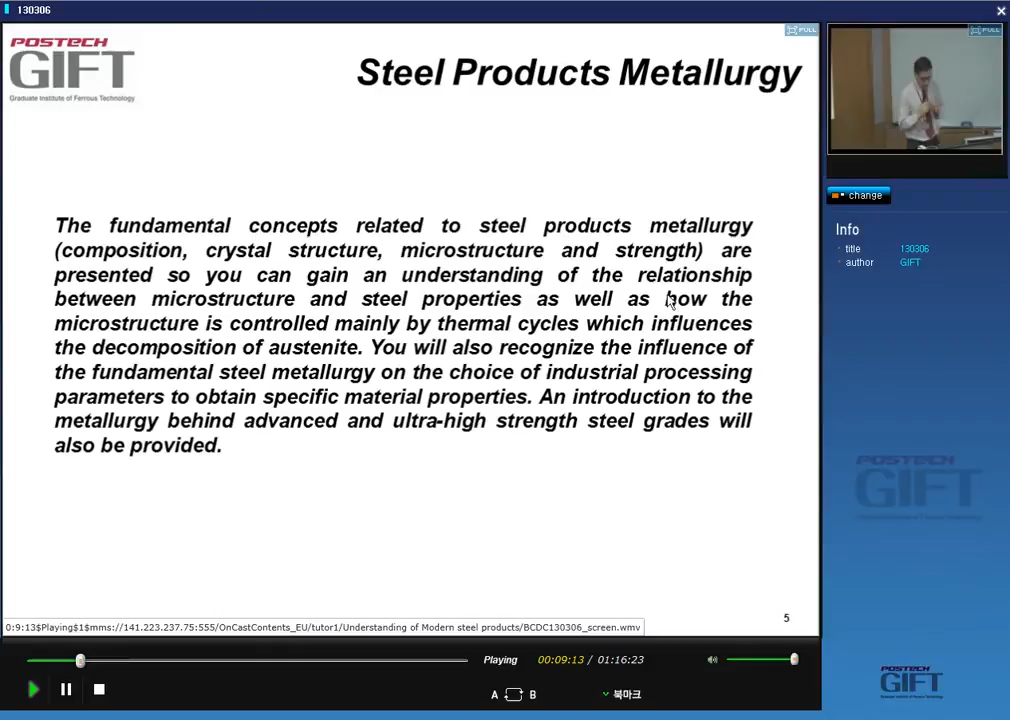 130306
POSTECH
GIFT
Graduate Institute of Ferrous Technology
Steel Products Metallurgy
FULL
FULL
change
Info
title 130306
author GIFT
The fundamental concepts related to steel products metallurgy
(composition, crystal structure, microstructure and strength) are
presented so you can gain an understanding of the relationship
between microstructure and steel properties as well as how the
microstructure is controlled mainly by thermal cycles which influences
the decomposition of austenite. You will also recognize the influence of
the fundamental steel metallurgy on the choice of industrial processing
parameters to obtain specific material properties. An introduction to the
metallurgy behind advanced and ultra-high strength steel grades will
also be provided.
POSTECH
GIFT
5
0:9:13$Playing$1$mms://141.223.237.75:555/OnCastContents_EU/tutor1/Understanding of Modern steel products/BCDC130306_screen.wmv
Playing 00:09:13 / 01:16:23
A B 북마크
POSTECH
GIFT